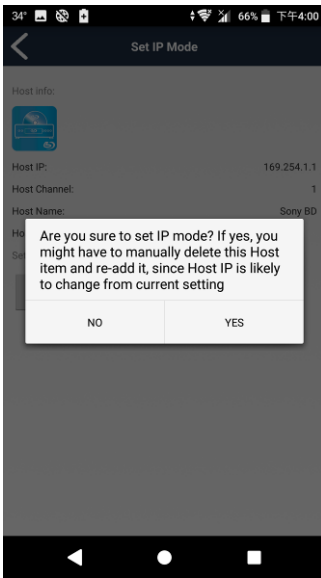 34° 66% 下午4:00
Set IP Mode
Host info:
Host IP: 169.254.1.1
Host Channel: 1
Host Name: Sony BD
Ho
Are you sure to set IP mode? If yes, you
might have to manually delete this Host
item and re-add it, since Host IP is likely
to change from current setting
Se
NO YES